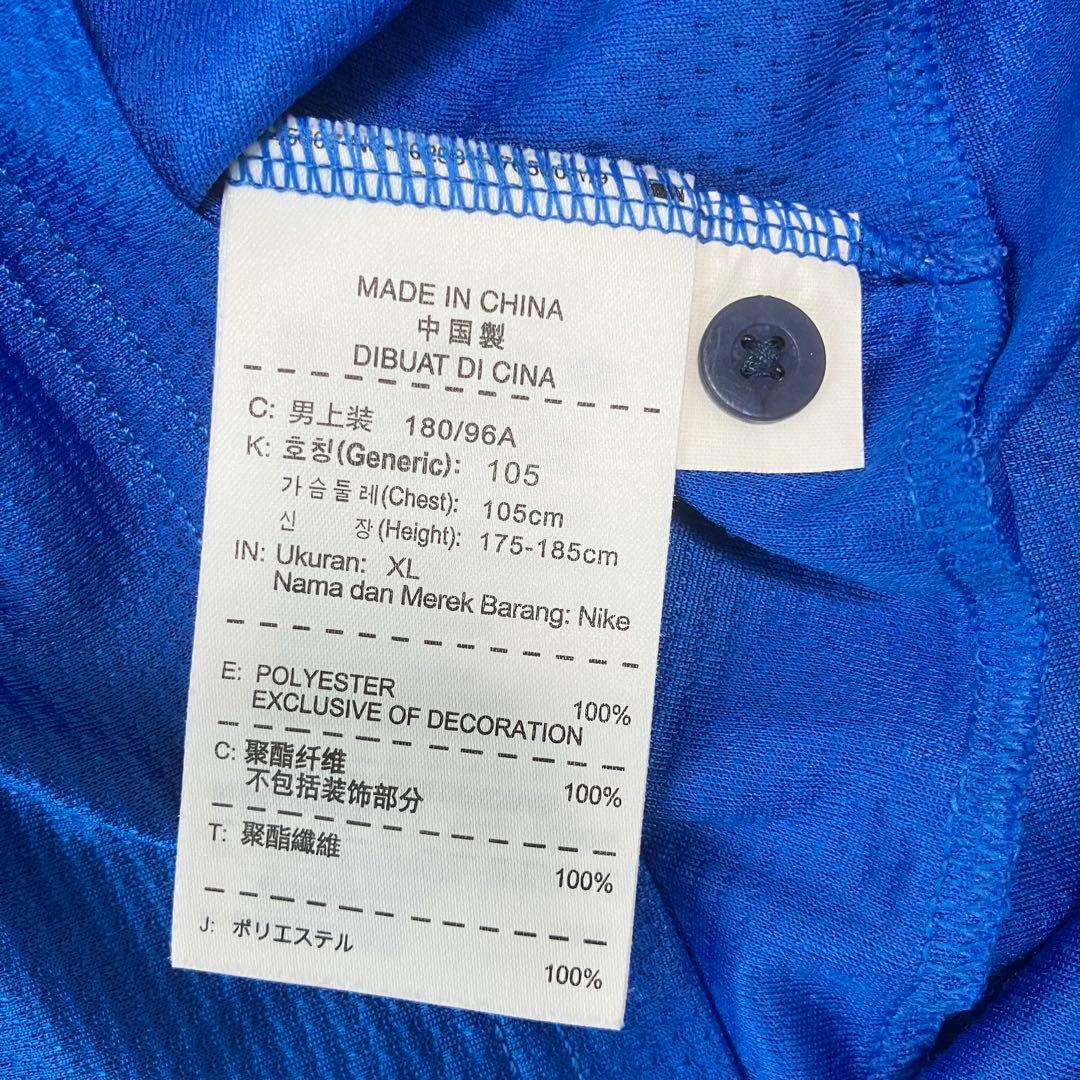 MADE IN CHINA
中国製
DIBUAT DI CINA
C: 男上装 180/96A
K: 호칭(Generic): 105
가슴둘레(Chest): 105cm
신 장(Height): 175-185cm
IN: Ukuran: XL
Nama dan Merek Barang: Nike
E: POLYESTER 100%
EXCLUSIVE OF DECORATION
C: 聚酯纤维 100%
不包括装饰部分
T: 聚酯纖維 100%
J: ポリエステル 100%